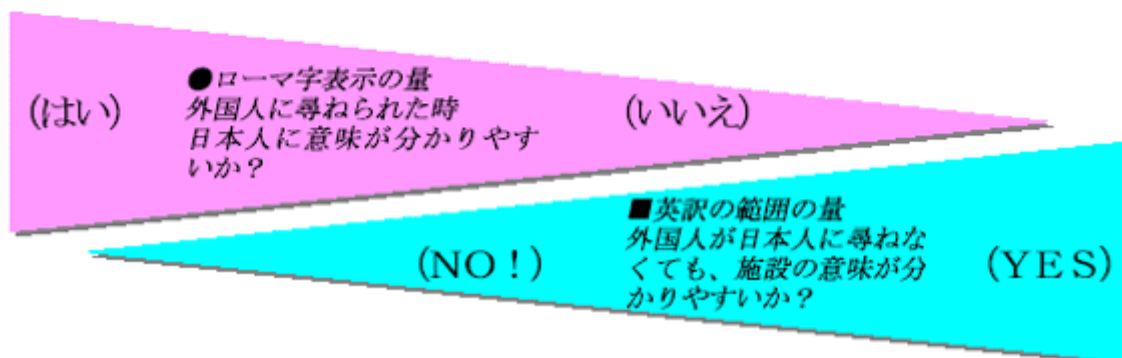 (はい)
●ローマ字表示の量
外国人に尋ねられた時
日本人に意味が分かりやす
いか？
(いいえ)
(NO！)
■英訳の範囲の量
外国人が日本人に尋ねな
くても、施設の意味が分
かりやすいか？
(YES)